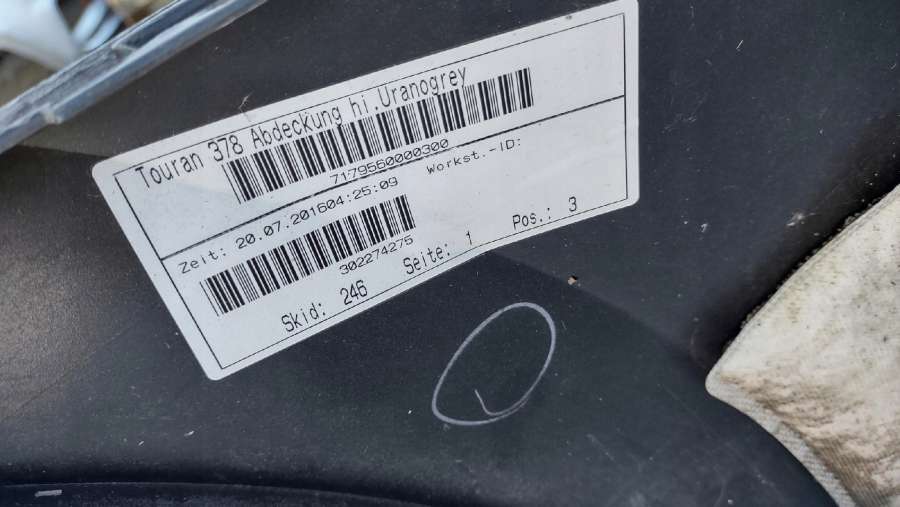 Touran 378 Abdeckung hi.Uranogrey
7179560000300
Zeit: 20.07.201604:25:09 Workst.-ID:
302274275
Skid: 246 Seite: 1 Pos.: 3